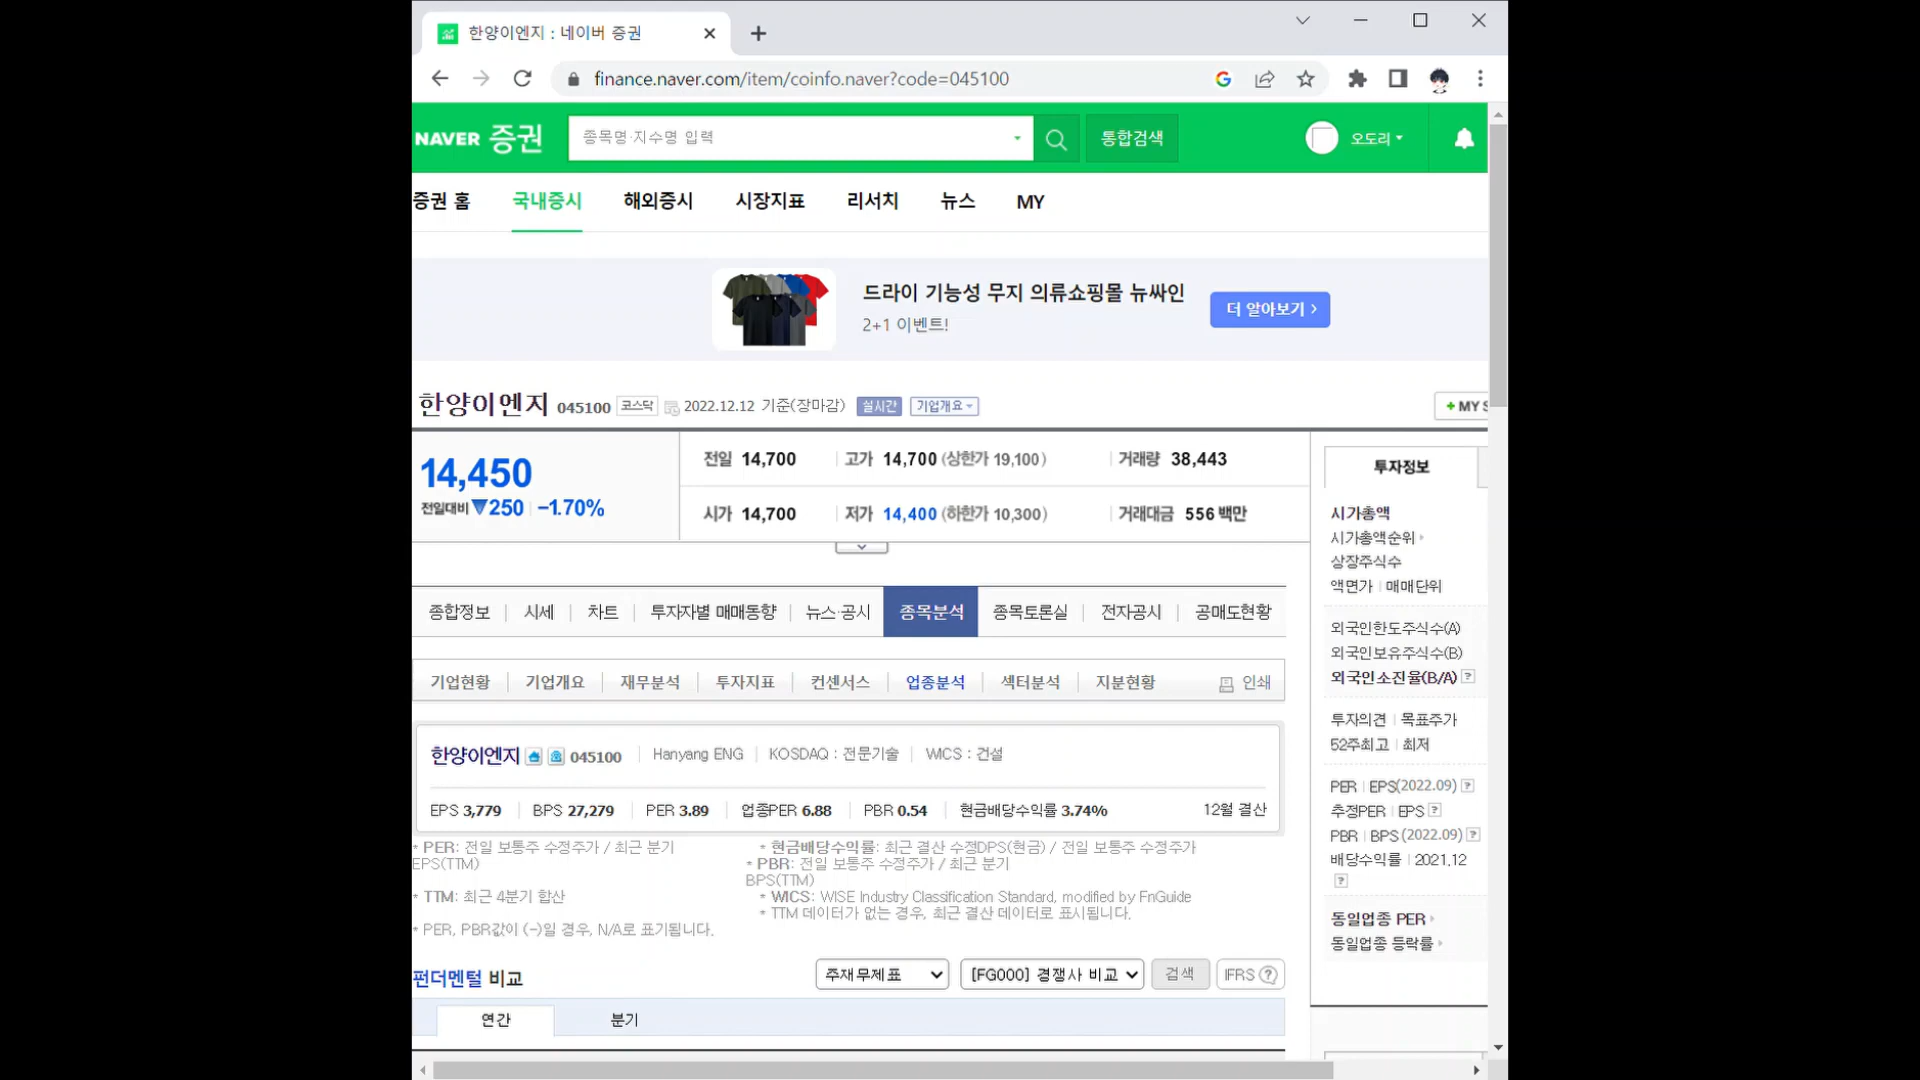 한양이엔지 : 네이버 증권
finance.naver.com/item/coinfo.naver?code=045100
NAVER 증권 종목명·지수명 입력 통합검색 오도리
증권 홈 국내증시 해외증시 시장지표 리서치 뉴스 MY
드라이 기능성 무지 의류쇼핑몰 뉴싸인
2+1 이벤트!
더 알아보기 >
한양이엔지 045100 코스닥 2022.12.12 기준(장마감) 실시간 기업개요
+ MY S
14,450
전일대비 ▼250 -1.70%
전일 14,700 고가 14,700 (상한가 19,100) 거래량 38,443
시가 14,700 저가 14,400 (하한가 10,300) 거래대금 556 백만
종합정보 시세 차트 투자자별 매매동향 뉴스·공시 종목분석 종목토론실 전자공시 공매도현황
기업현황 기업개요 재무분석 투자지표 컨센서스 업종분석 섹터분석 지분현황 인쇄
한양이엔지 045100 Hanyang ENG KOSDAQ : 전문기술 WICS : 건설
EPS 3,779 BPS 27,279 PER 3.89 업종PER 6.88 PBR 0.54 현금배당수익률 3.74% 12월 결산
* PER: 전일 보통주 수정주가 / 최근 분기
EPS(TTM)
* TTM: 최근 4분기 합산
* PER, PBR값이 (-)일 경우, N/A로 표기됩니다.
* 현금배당수익률: 최근 결산 수정DPS(현금) / 전일 보통주 수정주가
* PBR: 전일 보통주 수정주가 / 최근 분기
BPS(TTM)
* WICS: WISE Industry Classification Standard, modified by FnGuide
* TTM 데이터가 없는 경우, 최근 결산 데이터로 표시됩니다.
펀더멘털 비교 주재무제표 [FG000] 경쟁사 비교 검색 IFRS ?
연간 분기
투자정보
시가총액
시가총액순위
상장주식수
액면가 매매단위
외국인한도주식수(A)
외국인보유주식수(B)
외국인소진율(B/A) ?
투자의견 목표주가
52주최고 최저
PER EPS(2022.09) ?
추정PER EPS ?
PBR BPS (2022.09) ?
배당수익률 2021.12
?
동일업종 PER
동일업종 등락률